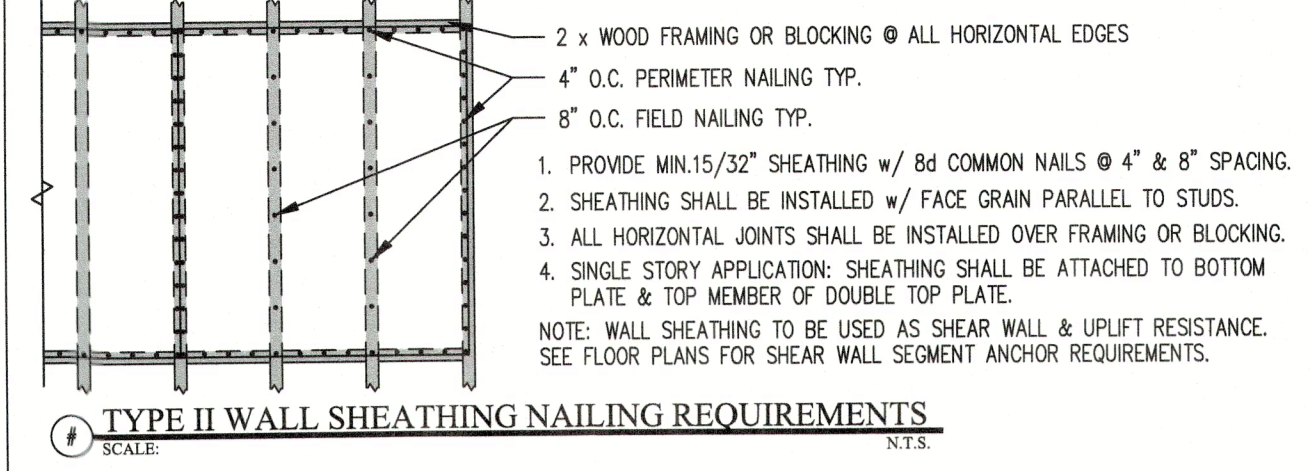 2 x WOOD FRAMING OR BLOCKING @ ALL HORIZONTAL EDGES
4" O.C. PERIMETER NAILING TYP.
8" O.C. FIELD NAILING TYP.
1. PROVIDE MIN.15/32" SHEATHING w/ 8d COMMON NAILS @ 4" & 8" SPACING.
2. SHEATHING SHALL BE INSTALLED w/ FACE GRAIN PARALLEL TO STUDS.
3. ALL HORIZONTAL JOINTS SHALL BE INSTALLED OVER FRAMING OR BLOCKING.
4. SINGLE STORY APPLICATION: SHEATHING SHALL BE ATTACHED TO BOTTOM
PLATE & TOP MEMBER OF DOUBLE TOP PLATE.
NOTE: WALL SHEATHING TO BE USED AS SHEAR WALL & UPLIFT RESISTANCE.
SEE FLOOR PLANS FOR SHEAR WALL SEGMENT ANCHOR REQUIREMENTS.
# TYPE II WALL SHEATHING NAILING REQUIREMENTS
SCALE: N.T.S.